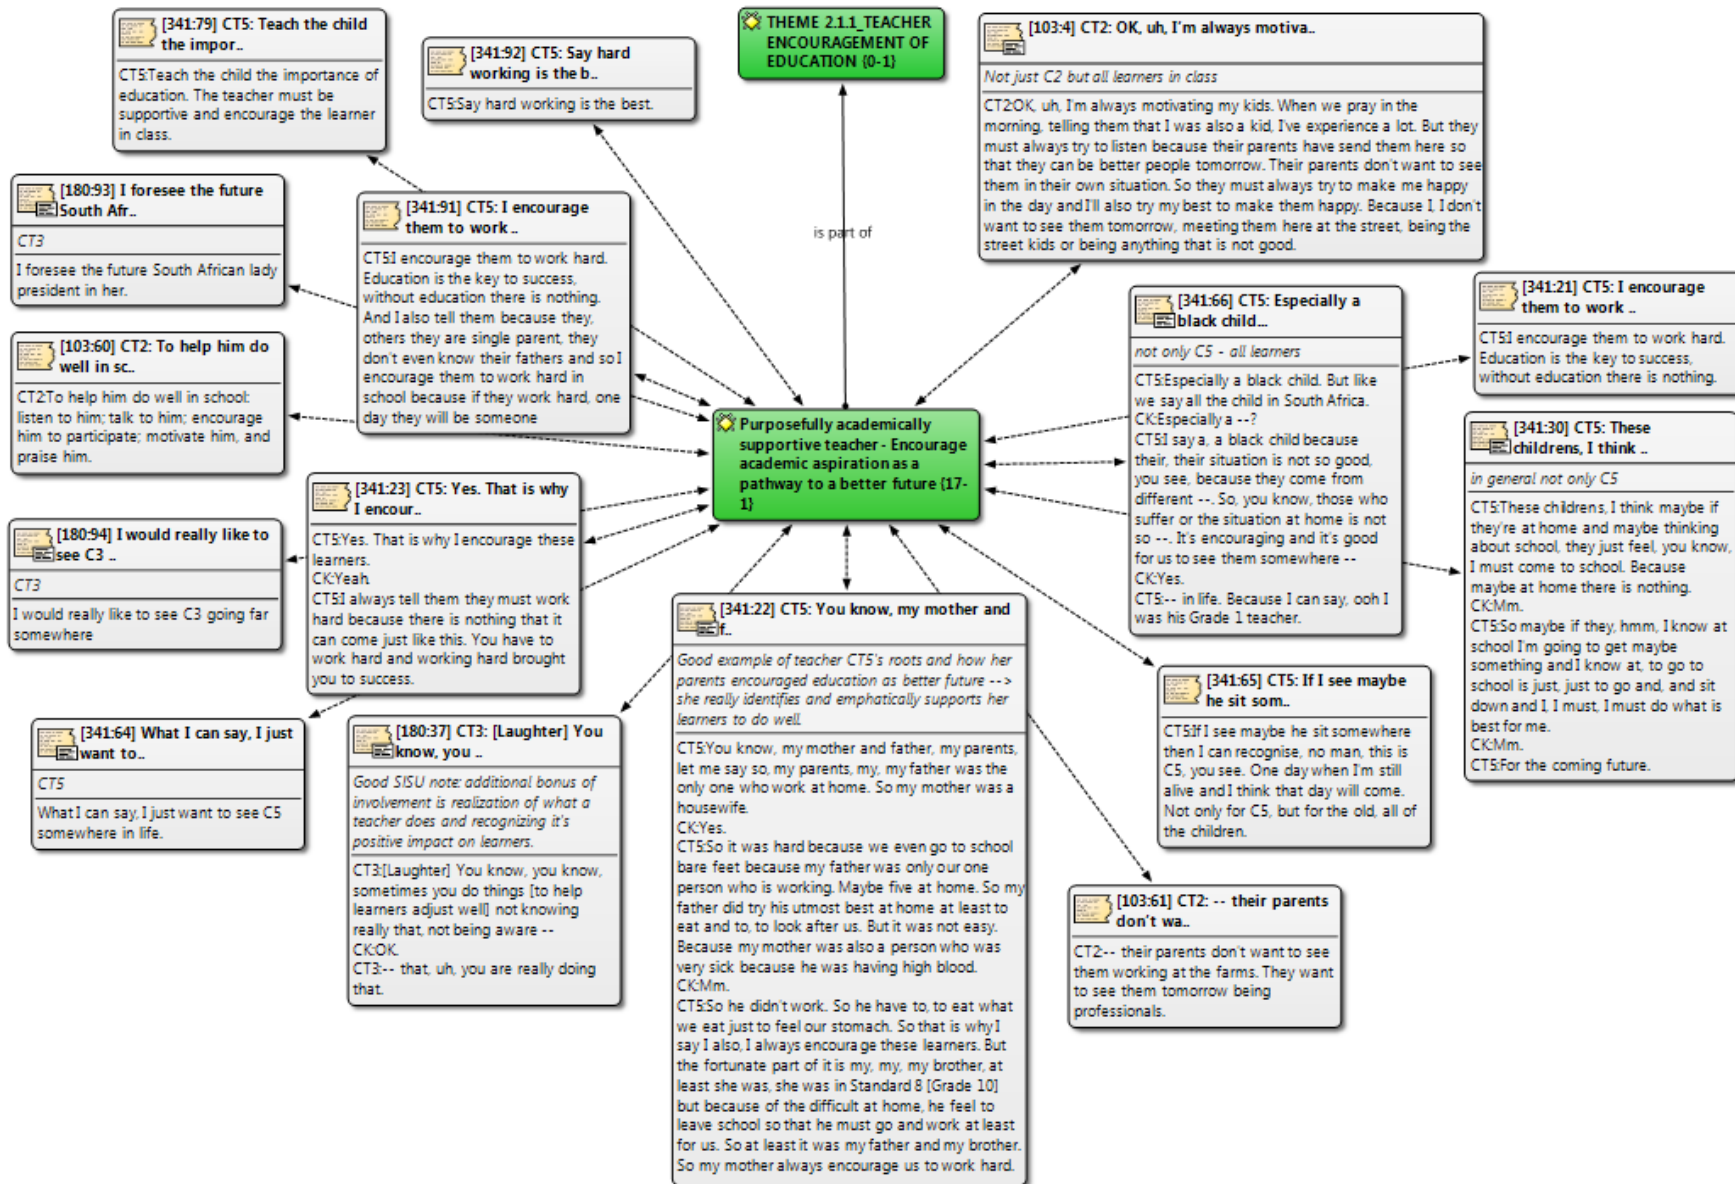 [341:79] CT5: Teach the child
the impor..
CT5:Teach the child the importance of
education. The teacher must be
supportive and encourage the learner
in class.
[341:92] CT5: Say hard
working is the b..
CT5:Say hard working is the best.
THEME 2.1.1_TEACHER
ENCOURAGEMENT OF
EDUCATION {0-1}
[103:4] CT2: OK, uh, I'm always motiva..
Not just C2 but all learners in class
CT2:OK, uh, I'm always motivating my kids. When we pray in the
morning, telling them that I was also a kid, I've experience a lot. But they
must always try to listen because their parents have send them here so
that they can be better people tomorrow. Their parents don't want to see
them in their own situation. So they must always try to make me happy
in the day and I'll also try my best to make them happy. Because I, I don't
want to see them tomorrow, meeting them here at the street, being the
street kids or being anything that is not good.
[180:93] I foresee the future
South Afr..
CT3
I foresee the future South African lady
president in her.
[341:91] CT5: I encourage
them to work ..
CT5:I encourage them to work hard.
Education is the key to success,
without education there is nothing.
And I also tell them because they,
others they are single parent, they
don't even know their fathers and so I
encourage them to work hard in
school because if they work hard, one
day they will be someone
is part of
[341:66] CT5: Especially a
black child...
not only C5 - all learners
CT5:Especially a black child. But like
we say all the child in South Africa.
CK:Especially a --?
CT5:I say a, a black child because
their, their situation is not so good,
you see, because they come from
different --. So, you know, those who
suffer or the situation at home is not
so --. It's encouraging and it's good
for us to see them somewhere --
CK:Yes.
CT5:-- in life. Because I can say, ooh I
was his Grade 1 teacher.
[341:21] CT5: I encourage
them to work ..
CT5:I encourage them to work hard.
Education is the key to success,
without education there is nothing.
[103:60] CT2: To help him do
well in sc..
CT2:To help him do well in school:
listen to him; talk to him; encourage
him to participate; motivate him, and
praise him.
Purposefully academically
supportive teacher - Encourage
academic aspiration as a
pathway to a better future {17-
1}
[341:30] CT5: These
childrens, I think ..
in general not only C5
CT5:These childrens, I think maybe if
they're at home and maybe thinking
about school, they just feel, you know,
I must come to school. Because
maybe at home there is nothing.
CK:Mm.
CT5:So maybe if they, hmm, I know at
school I'm going to get maybe
something and I know at, to go to
school is just, just to go and, and sit
down and I, I must, I must do what is
best for me.
CK:Mm.
CT5:For the coming future.
[341:23] CT5: Yes. That is why
I encour..
CT5:Yes. That is why I encourage these
learners.
CK:Yeah.
CT5:I always tell them they must work
hard because there is nothing that it
can come just like this. You have to
work hard and working hard brought
you to success.
[180:94] I would really like to
see C3 ..
CT3
I would really like to see C3 going far
somewhere
[341:22] CT5: You know, my mother and
f..
Good example of teacher CT5's roots and how her
parents encouraged education as better future -->
she really identifies and emphatically supports her
learners to do well.
CT5:You know, my mother and father, my parents,
let me say so, my parents, my, my father was the
only one who work at home. So my mother was a
housewife.
CK:Yes.
CT5:So it was hard because we even go to school
bare feet because my father was only our one
person who is working. Maybe five at home. So my
father did try his utmost best at home at least to
eat and to, to look after us. But it was not easy.
Because my mother was also a person who was
very sick because he was having high blood.
CK:Mm.
CT5:So he didn't work. So he have to, to eat what
we eat just to feel our stomach. So that is why I
say I also, I always encourage these learners. But
the fortunate part of it is my, my, my brother, at
least she was, she was in Standard 8 [Grade 10]
but because of the difficult at home, he feel to
leave school so that he must go and work at least
for us. So at least it was my father and my brother.
So my mother always encourage us to work hard.
[341:65] CT5: If I see maybe
he sit som..
CT5:If I see maybe he sit somewhere
then I can recognise, no man, this is
C5, you see. One day when I'm still
alive and I think that day will come.
Not only for C5, but for the old, all of
the children.
[341:64] What I can say, I just
want to..
CT5
What I can say, I just want to see C5
somewhere in life.
[180:37] CT3: [Laughter] You
know, you ..
Good SISU note: additional bonus of
involvement is realization of what a
teacher does and recognizing it's
positive impact on learners.
CT3:[Laughter] You know, you know,
sometimes you do things [to help
learners adjust well] not knowing
really that, not being aware --
CK:OK.
CT3:-- that, uh, you are really doing
that.
[103:61] CT2: -- their parents
don't wa..
CT2:-- their parents don't want to see
them working at the farms. They want
to see them tomorrow being
professionals.